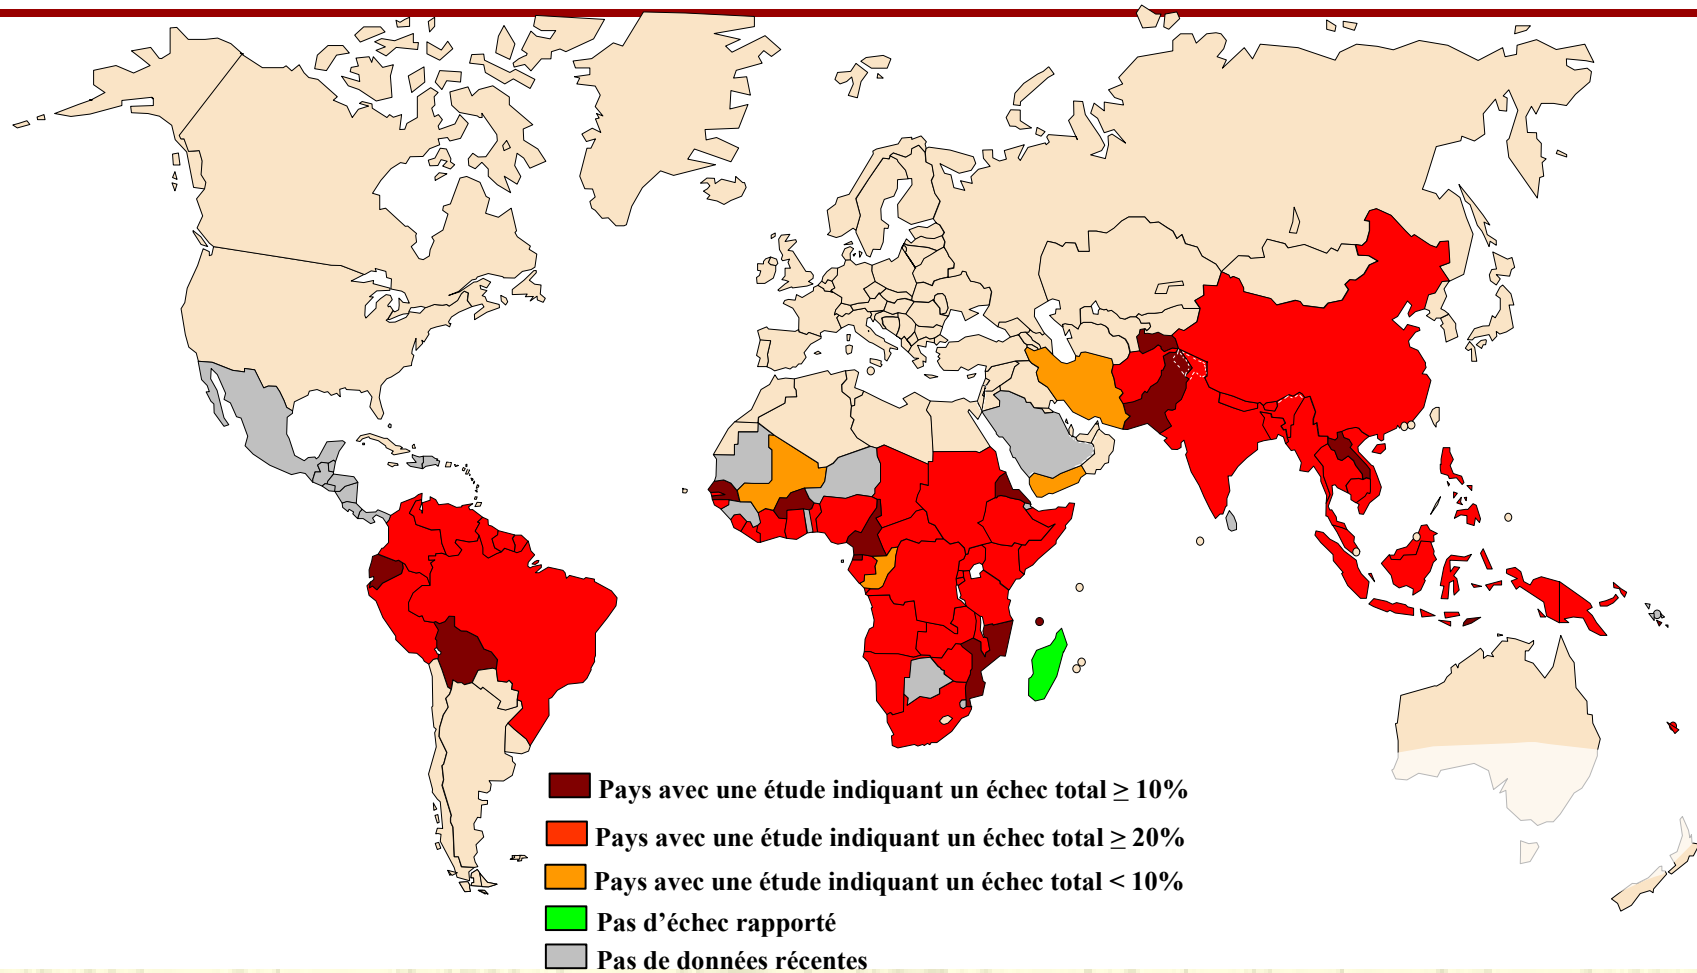 Pays avec une étude indiquant un échec total ≥ 10%
Pays avec une étude indiquant un échec total ≥ 20%
Pays avec une étude indiquant un échec total < 10%
Pas d’échec rapporté
Pas de données récentes